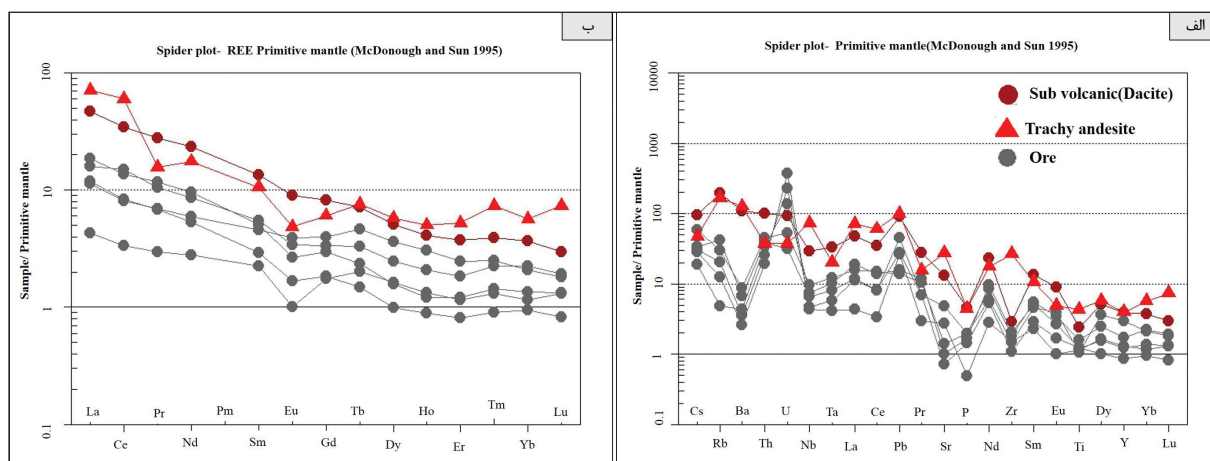 ب
Spider plot- REE Primitive mantle (McDonough and Sun 1995)
Sample/ Primitive mantle
100
10
1
0.1
La Pr Pm Eu Tb Ho Tm Lu
Ce Nd Sm Gd Dy Er Yb
الف
Spider plot- Primitive mantle(McDonough and Sun 1995)
Sample/ Primitive mantle
10000
1000
100
10
1
0.1
Sub volcanic(Dacite)
Trachy andesite
Ore
Cs Ba U Ta Ce Pr P Zr Eu Dy Yb
Rb Th Nb La Pb Sr Nd Sm Ti Y Lu